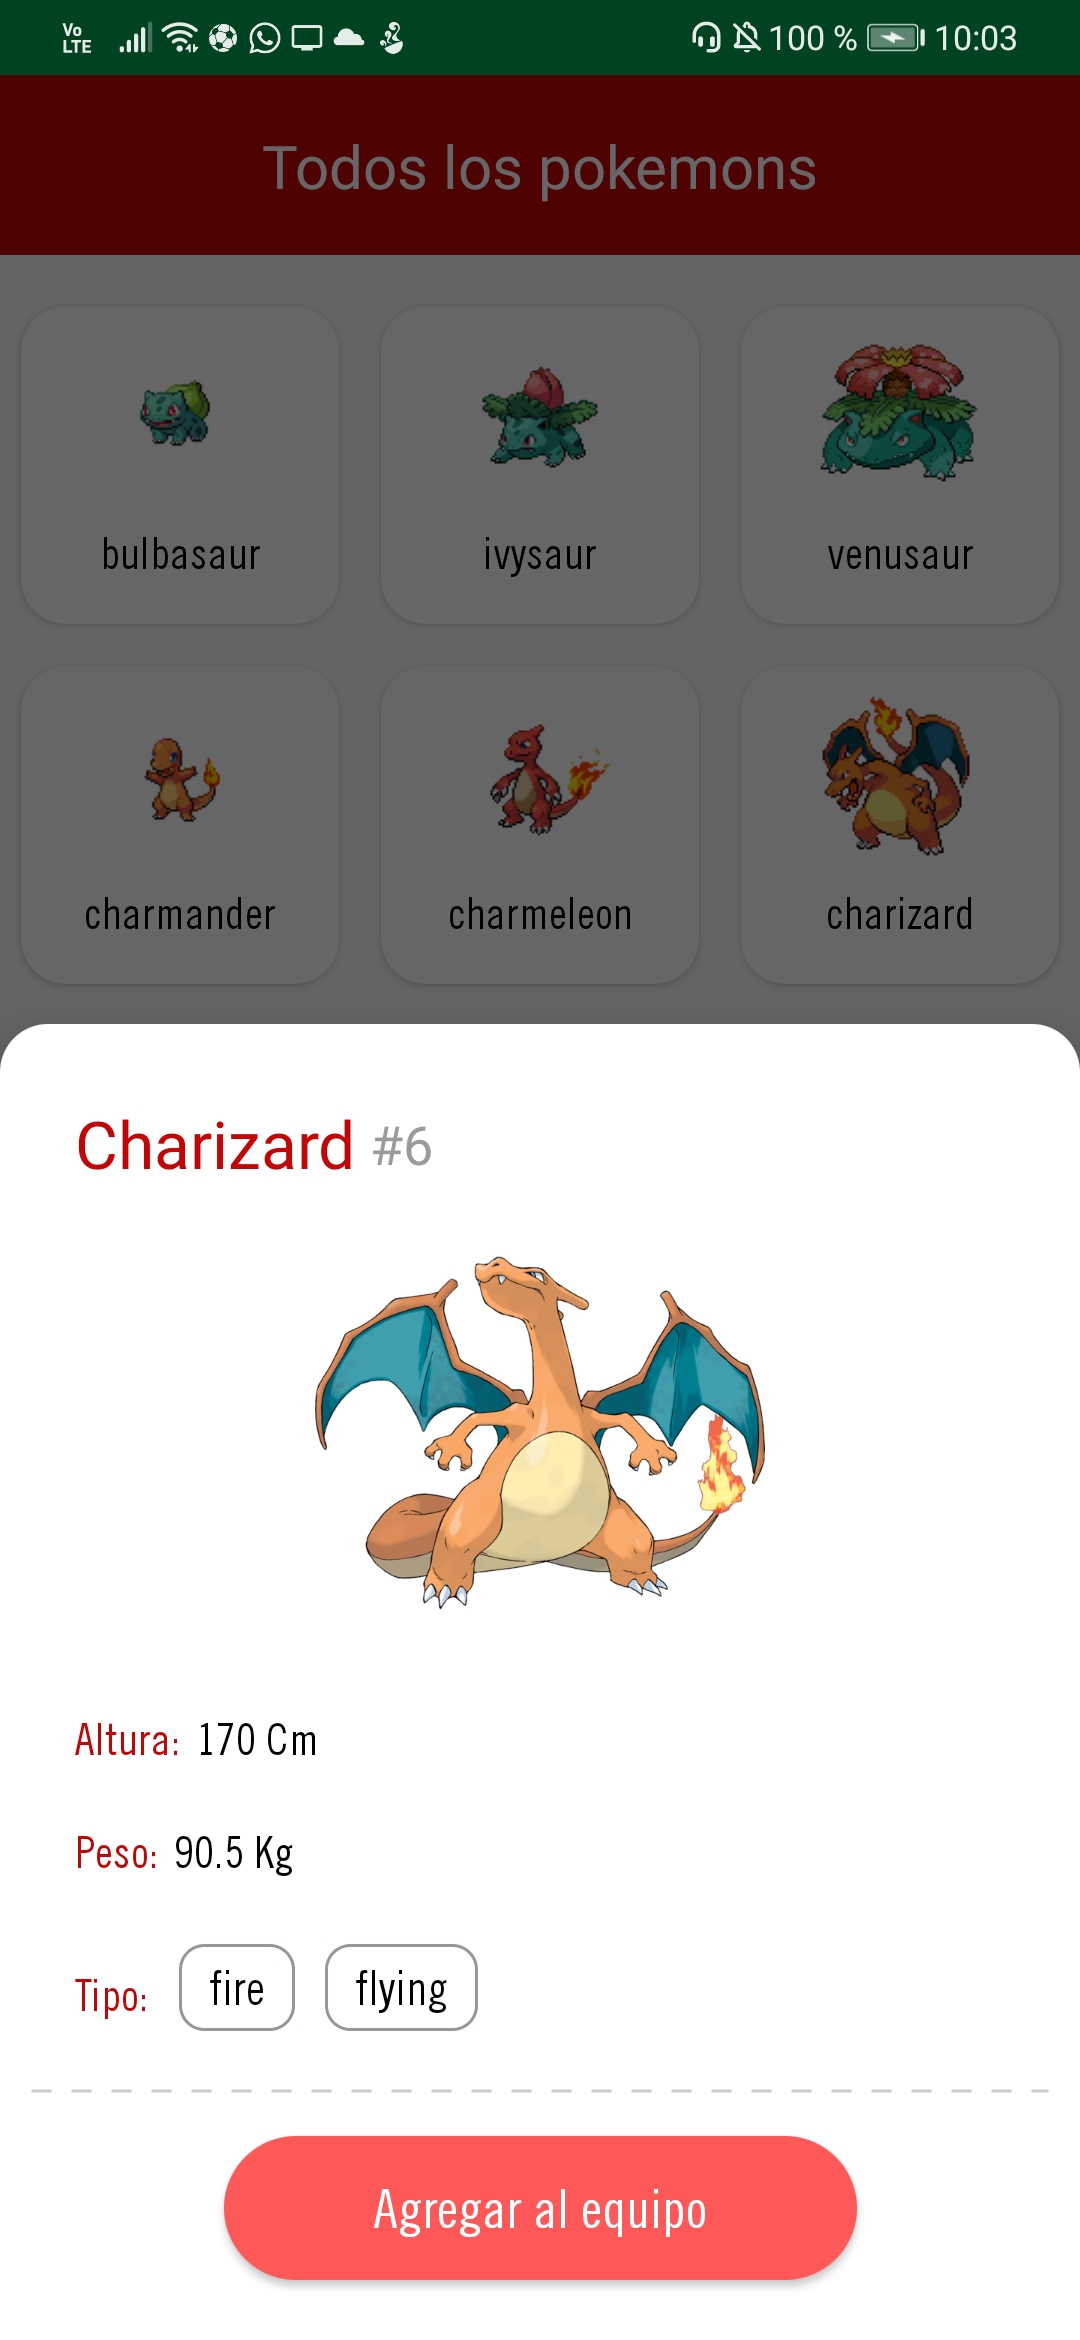 Vo
LTE
100 %
10:03
Todos los pokemons
bulbasaur
ivysaur
venusaur
charmander
charmeleon
charizard
Charizard #6
Altura: 170 Cm
Peso: 90.5 Kg
Tipo: fire flying
Agregar al equipo